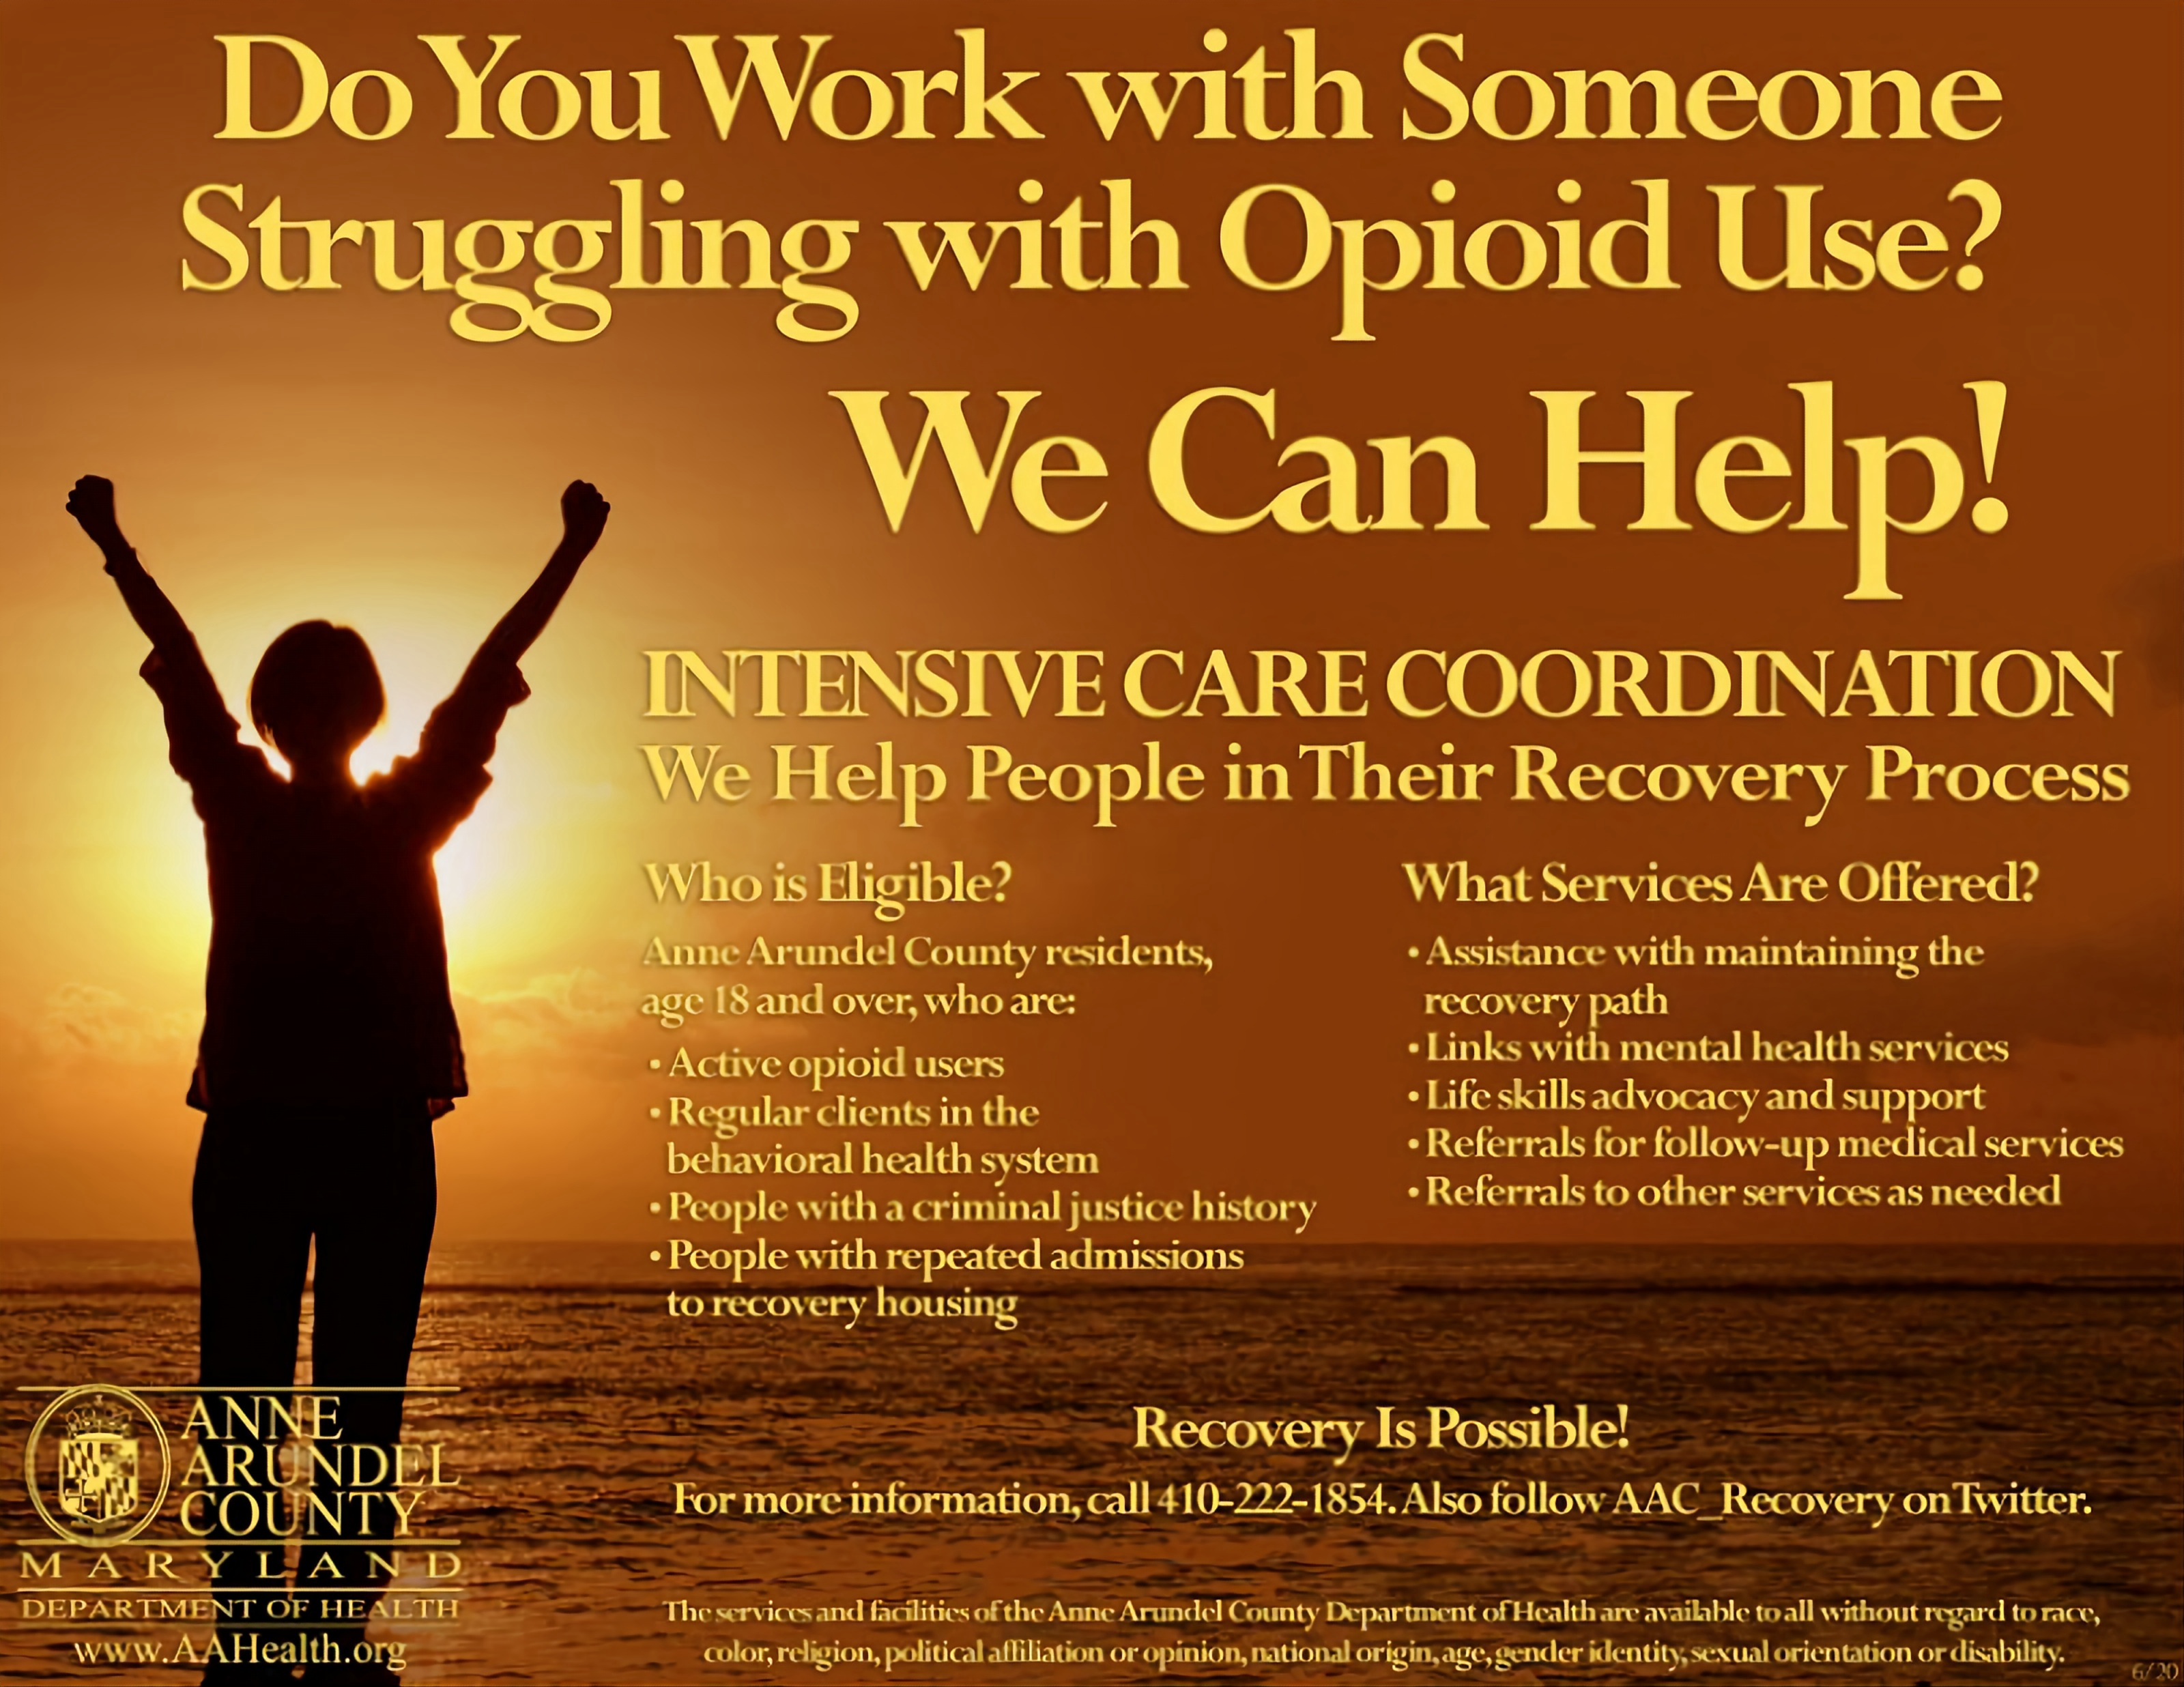 Do You Work with Someone
Struggling with Opioid Use?
We Can Help!
INTENSIVE CARE COORDINATION
We Help People in Their Recovery Process
Who is Eligible?
Anne Arundel County residents,
age 18 and over, who are:
• Active opioid users
• Regular clients in the
behavioral health system
• People with a criminal justice history
• People with repeated admissions
to recovery housing
What Services Are Offered?
• Assistance with maintaining the
recovery path
• Links with mental health services
• Life skills advocacy and support
• Referrals for follow-up medical services
• Referrals to other services as needed
Recovery Is Possible!
For more information, call 410-222-1854. Also follow AAC_Recovery on Twitter.
The services and facilities of the Anne Arundel County Department of Health are available to all without regard to race,
color, religion, political affiliation or opinion, national origin, age, gender identity, sexual orientation or disability.
ANNE
ARUNDEL
COUNTY
MARYLAND
DEPARTMENT OF HEALTH
www.AAHealth.org
6/20